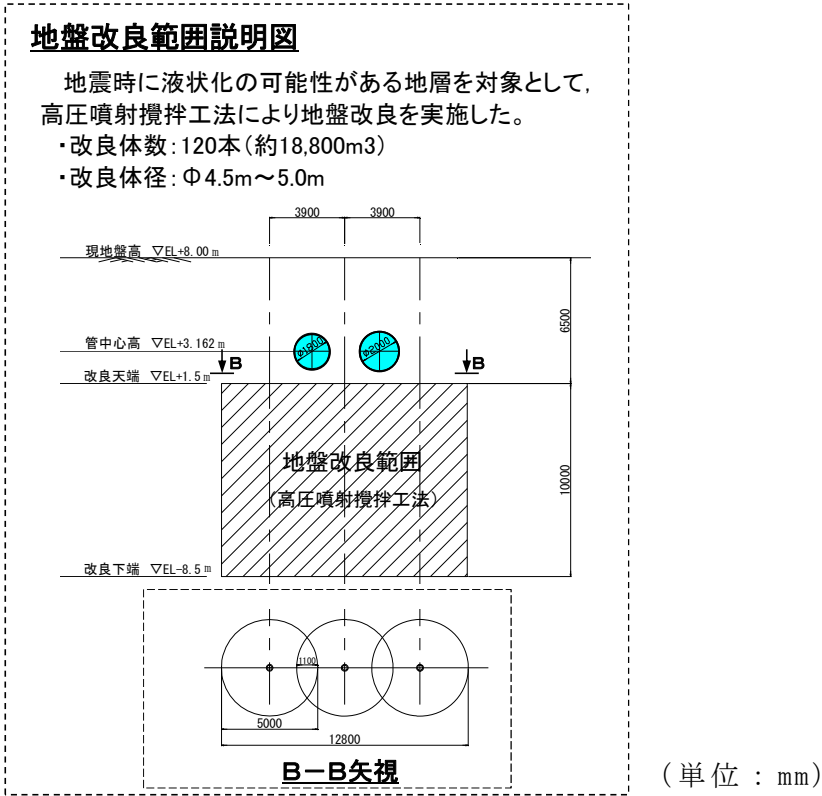 地盤改良範囲説明図
地震時に液状化の可能性がある地層を対象として，
高圧噴射攪拌工法により地盤改良を実施した。
・改良体数：120本（約18,800m3）
・改良体径：Φ4.5m～5.0m
3900 3900
現地盤高 ▽EL+8.00 m
6500
管中心高 ▽EL+3.162 m
φ1800 φ2000
B B
改良天端 ▽EL+1.5 m
地盤改良範囲
（高圧噴射攪拌工法）
10000
改良下端 ▽EL-8.5 m
1100
5000
12800
B－B矢視
（単位：mm）